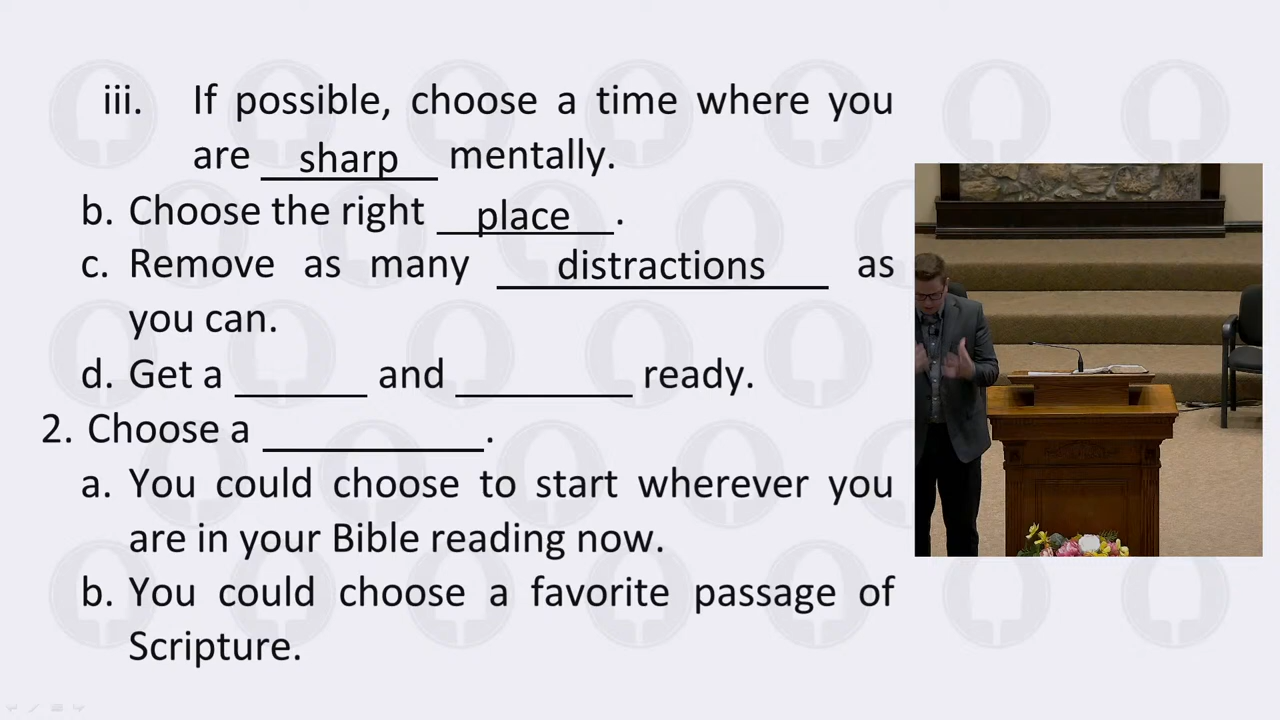 iii. If possible, choose a time where you
are sharp mentally.
b. Choose the right place.
c. Remove as many distractions as
you can.
d. Get a ______ and ________ ready.
2. Choose a __________.
a. You could choose to start wherever you
are in your Bible reading now.
b. You could choose a favorite passage of
Scripture.